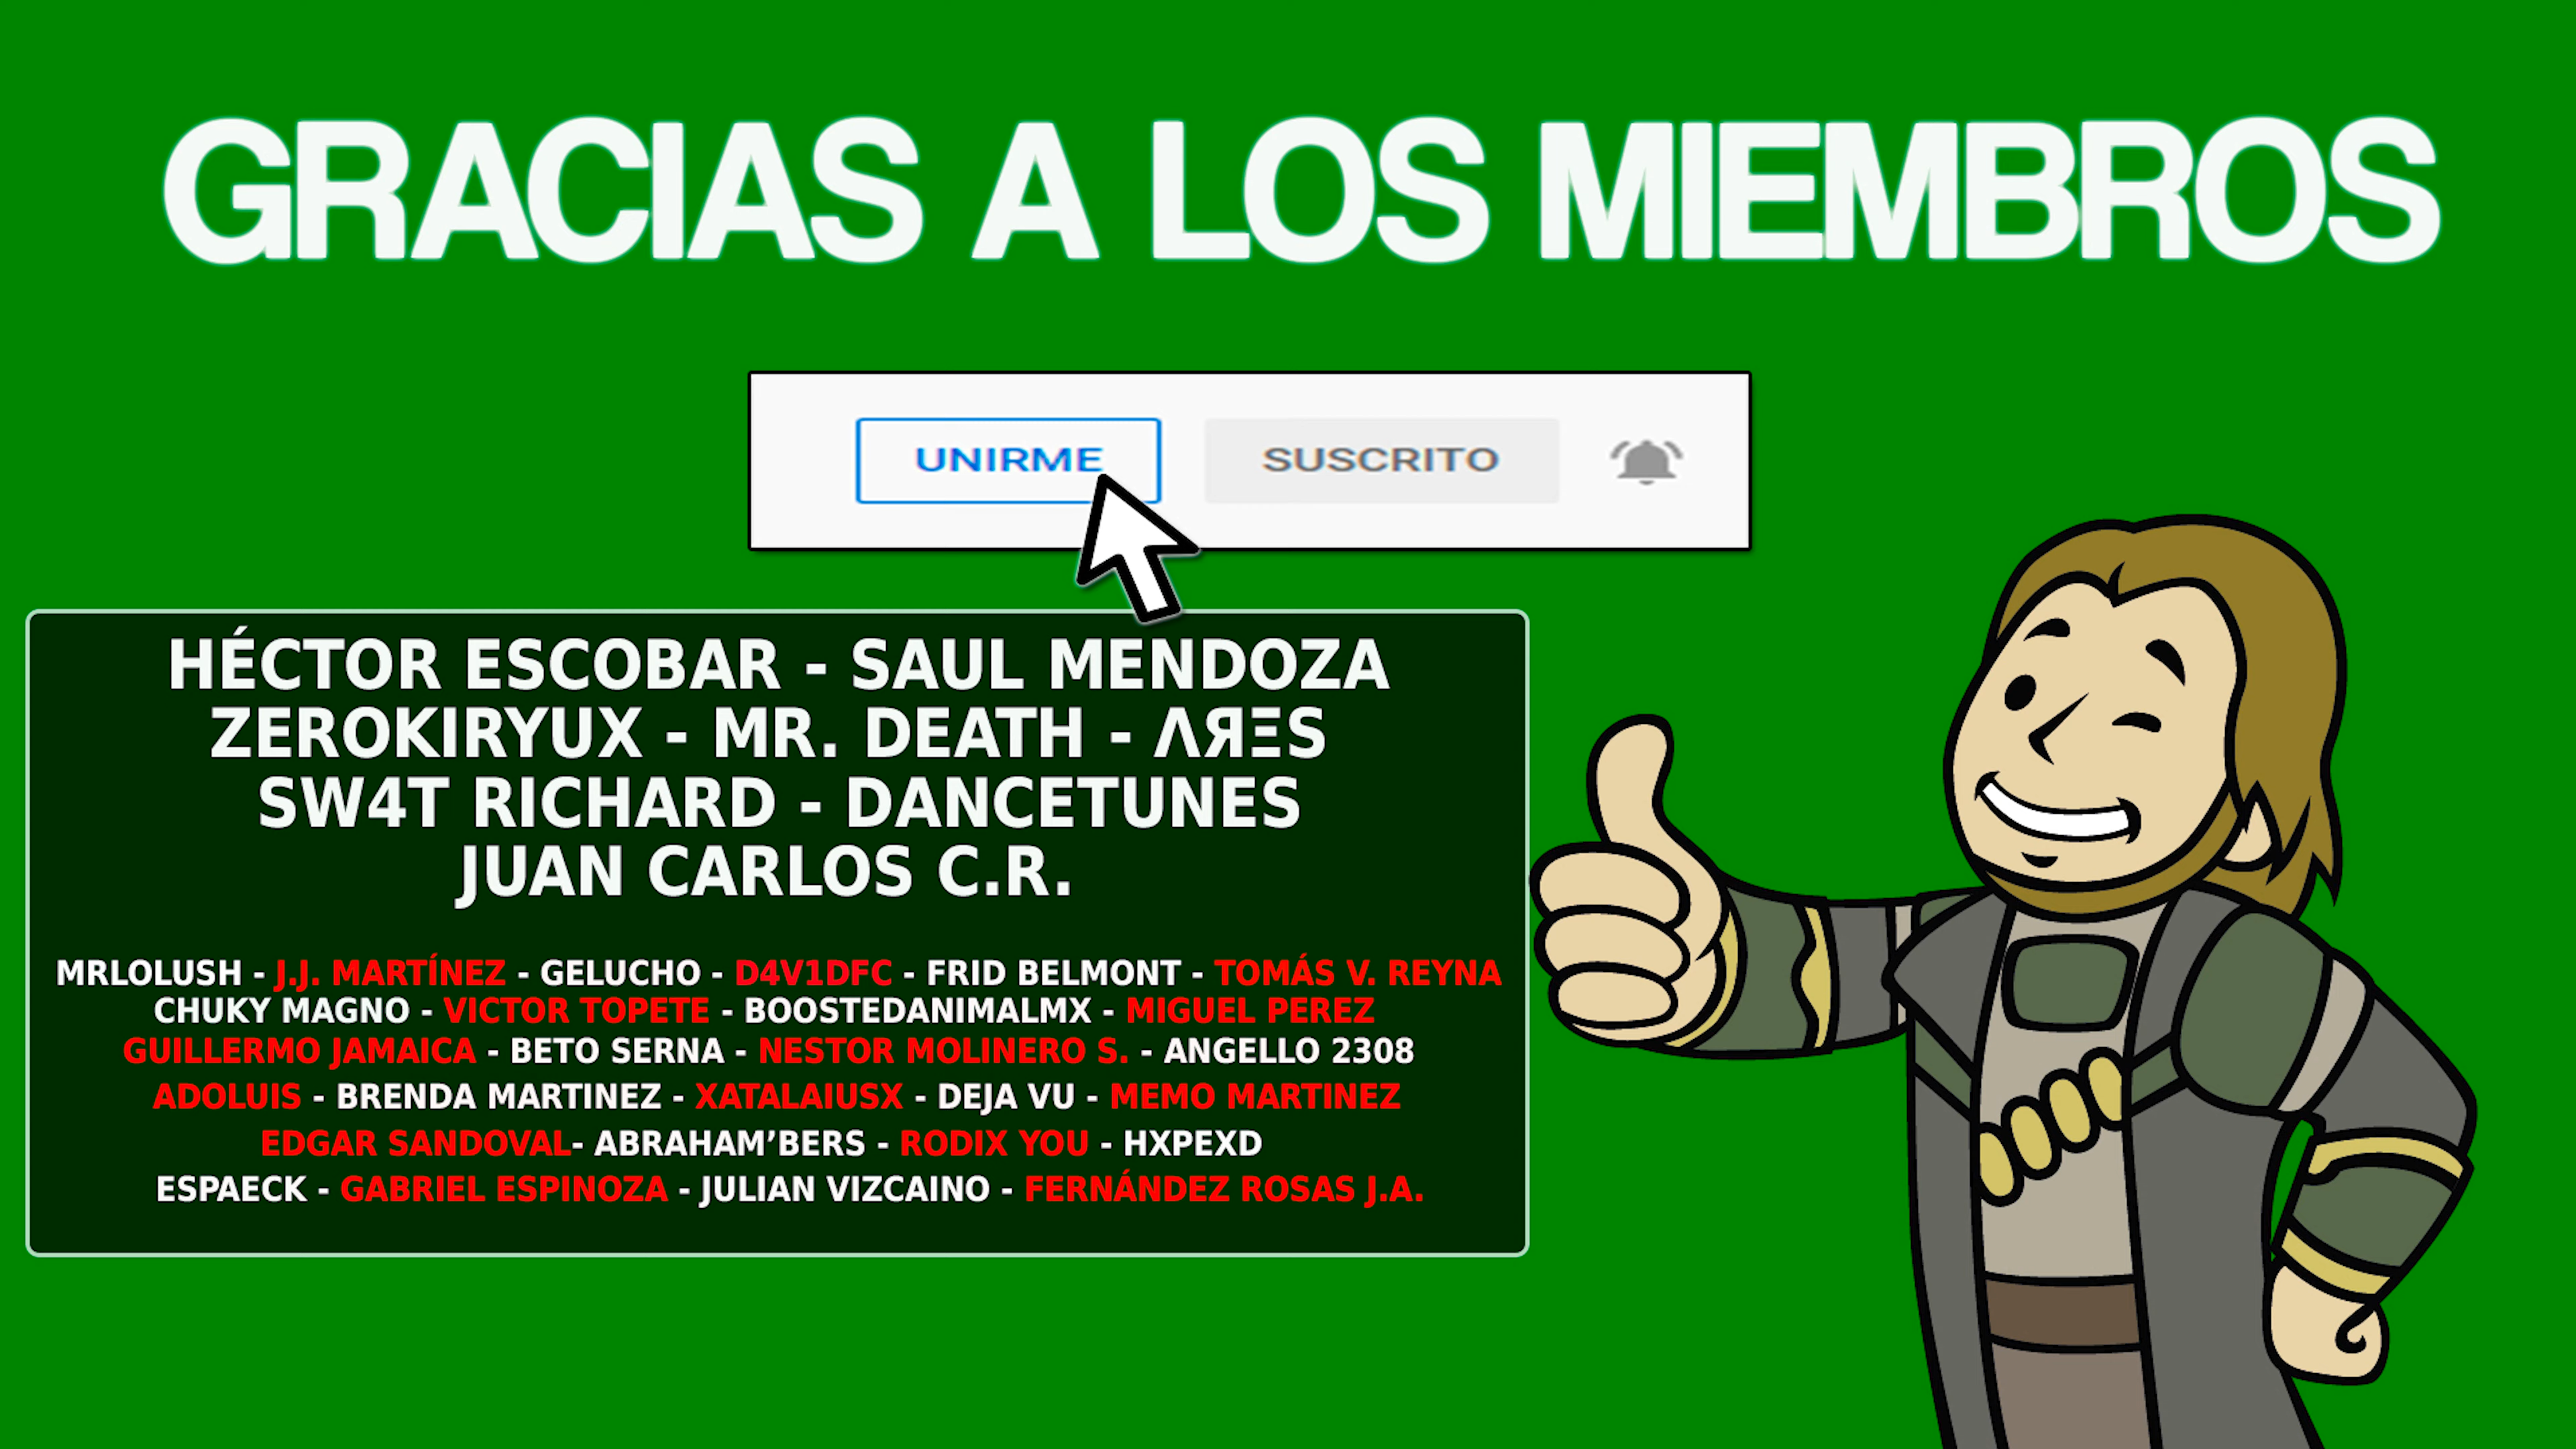 GRACIAS A LOS MIEMBROS
UNIRME SUSCRITO
HÉCTOR ESCOBAR - SAUL MENDOZA
ZEROKIRYUX - MR. DEATH - ΛЯΞS
SW4T RICHARD - DANCETUNES
JUAN CARLOS C.R.
MRLOLUSH - J.J. MARTÍNEZ - GELUCHO - D4V1DFC - FRID BELMONT - TOMÁS V. REYNA
CHUKY MAGNO - VICTOR TOPETE - BOOSTEDANIMALMX - MIGUEL PEREZ
GUILLERMO JAMAICA - BETO SERNA - NESTOR MOLINERO S. - ANGELLO 2308
ADOLUIS - BRENDA MARTINEZ - XATALAIUSX - DEJA VU - MEMO MARTINEZ
EDGAR SANDOVAL- ABRAHAM’BERS - RODIX YOU - HXPEXD
ESPAECK - GABRIEL ESPINOZA - JULIAN VIZCAINO - FERNÁNDEZ ROSAS J.A.